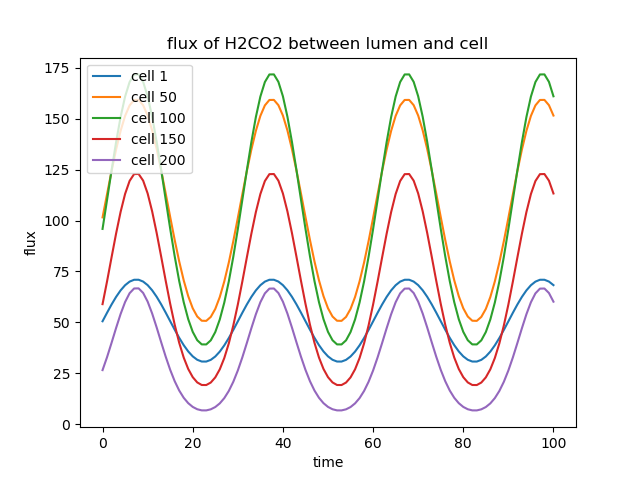 flux of H2CO2 between lumen and cell
cell 1
cell 50
cell 100
cell 150
cell 200
175
150
125
100
75
50
25
0
flux
0 20 40 60 80 100
time